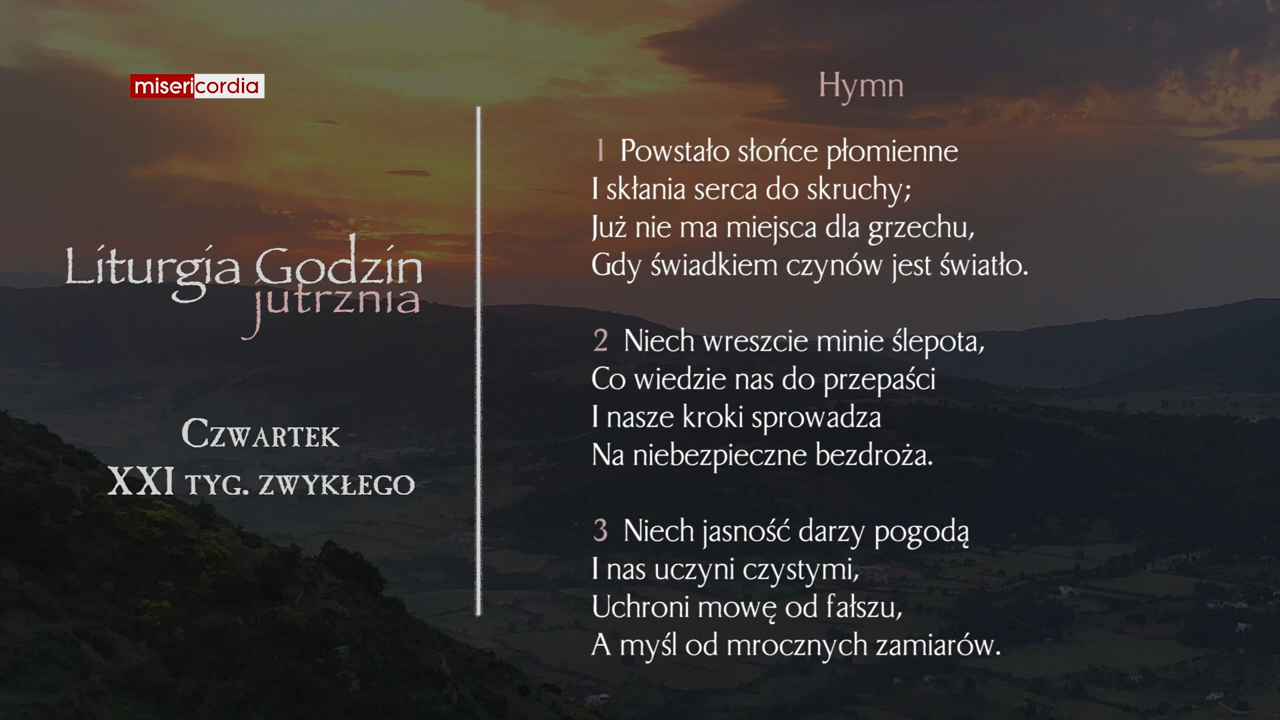 misericordia
Liturgia Godzin
jutrznia
Czwartek
XXI tyg. zwykłego
Hymn
1 Powstało słońce płomienne
I skłania serca do skruchy;
Już nie ma miejsca dla grzechu,
Gdy świadkiem czynów jest światło.
2 Niech wreszcie minie ślepota,
Co wiedzie nas do przepaści
I nasze kroki sprowadza
Na niebezpieczne bezdroża.
3 Niech jasność darzy pogodą
I nas uczyni czystymi,
Uchroni mowę od fałszu,
A myśl od mrocznych zamiarów.